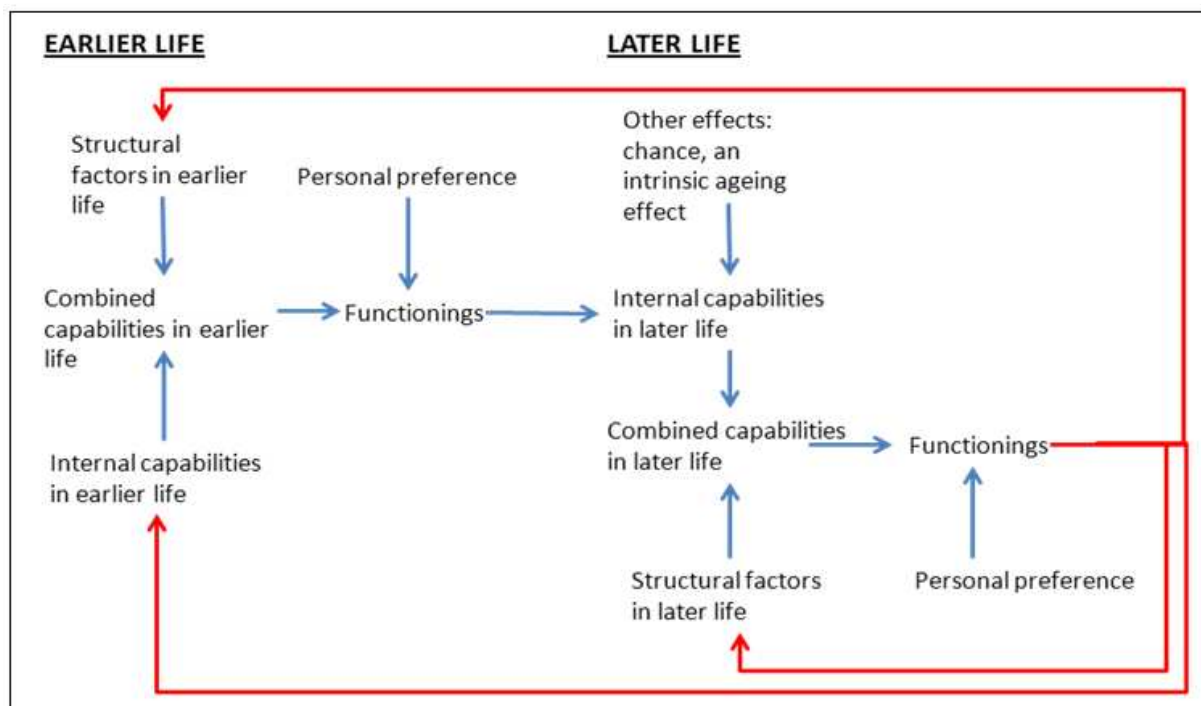 EARLIER LIFE
LATER LIFE
Structural
factors in earlier
life
Personal preference
Other effects:
chance, an
intrinsic ageing
effect
Combined
capabilities in earlier
life
Functionings
Internal capabilities
in later life
Internal capabilities
in earlier life
Combined capabilities
in later life
Functionings
Structural factors
in later life
Personal preference